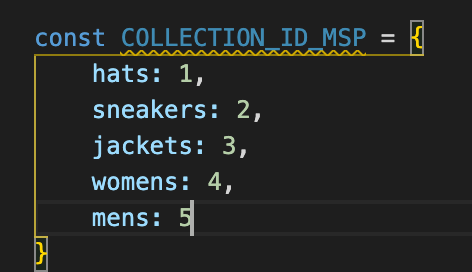 const COLLECTION_ID_MSP = {
hats: 1,
sneakers: 2,
jackets: 3,
womens: 4,
mens: 5
}